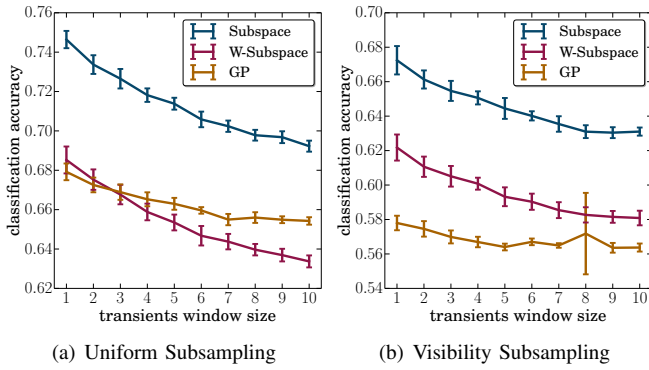 0.76
0.74
0.72
0.70
0.68
0.66
0.64
0.62
classification accuracy
Subspace
W-Subspace
GP
1 2 3 4 5 6 7 8 9 10
transients window size
(a) Uniform Subsampling
0.70
0.68
0.66
0.64
0.62
0.60
0.58
0.56
0.54
classification accuracy
Subspace
W-Subspace
GP
1 2 3 4 5 6 7 8 9 10
transients window size
(b) Visibility Subsampling